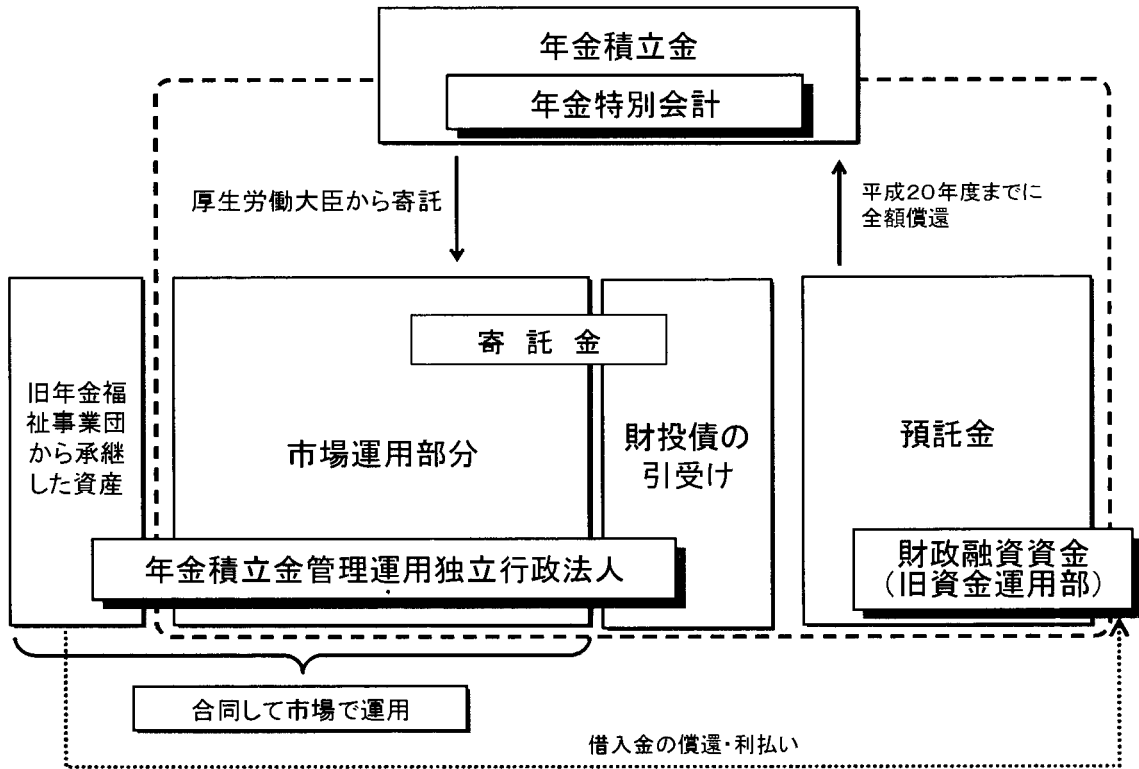 年金積立金
年金特別会計
厚生労働大臣から寄託
平成20年度までに
全額償還
寄託金
旧年金福
祉事業団
から承継
した資産
市場運用部分
財投債の
引受け
預託金
年金積立金管理運用独立行政法人
財政融資資金
(旧資金運用部)
合同して市場で運用
借入金の償還・利払い